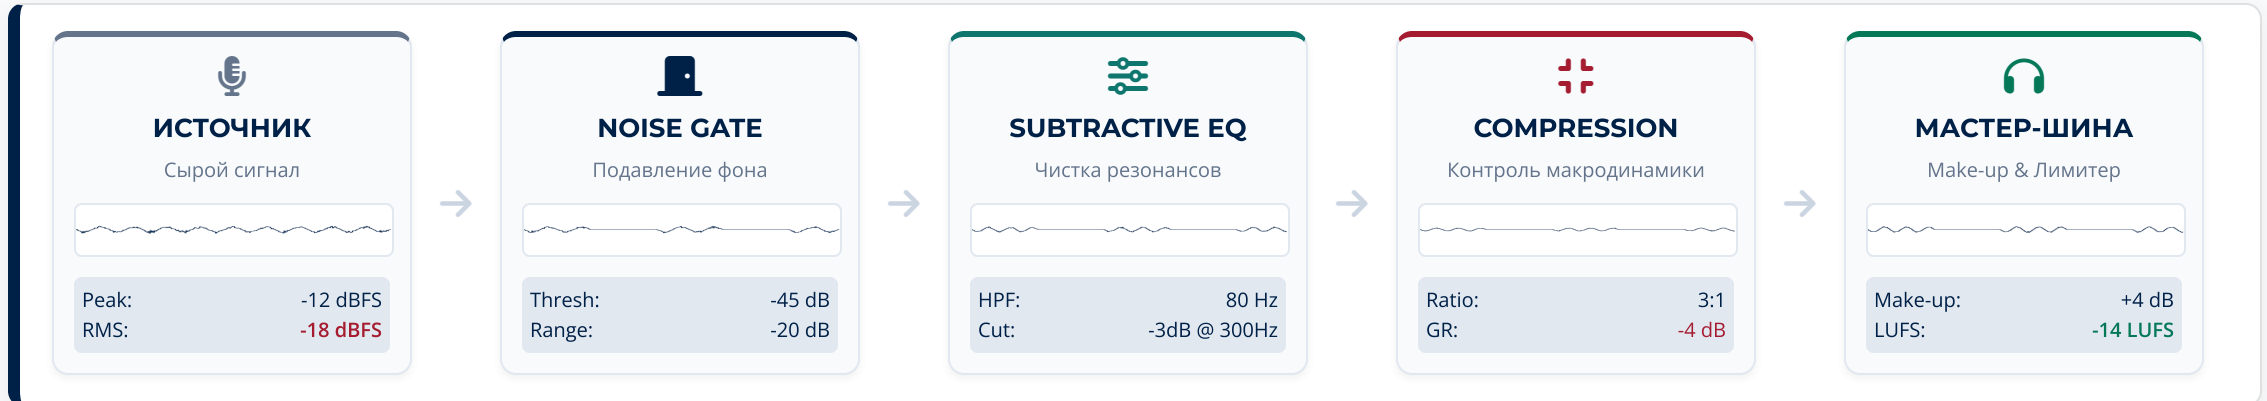 ИСТОЧНИК
Сырой сигнал
Peak: -12 dBFS
RMS: -18 dBFS
NOISE GATE
Подавление фона
Thresh: -45 dB
Range: -20 dB
SUBTRACTIVE EQ
Чистка резонансов
HPF: 80 Hz
Cut: -3dB @ 300Hz
COMPRESSION
Контроль макродинамики
Ratio: 3:1
GR: -4 dB
МАСТЕР-ШИНА
Make-up & Лимитер
Make-up: +4 dB
LUFS: -14 LUFS